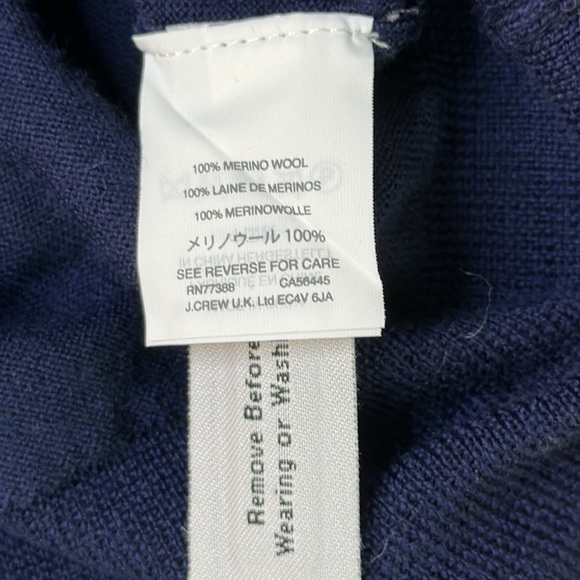 100% MERINO WOOL
100% LAINE DE MERINOS
100% MERINOWOLLE
メリノウール 100%
SEE REVERSE FOR CARE
RN77388 CA56445
J.CREW U.K. Ltd EC4V 6JA
Remove Before
Wearing or Wash